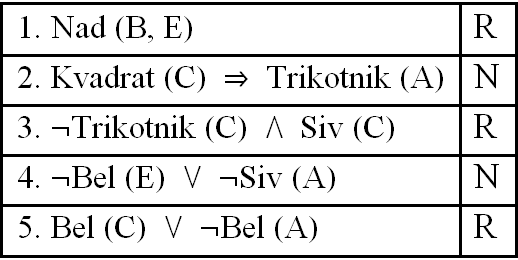 1. Nad (B, E) R
2. Kvadrat (C) ⇒ Trikotnik (A) N
3. ¬Trikotnik (C) ∧ Siv (C) R
4. ¬Bel (E) ∨ ¬Siv (A) N
5. Bel (C) ∨ ¬Bel (A) R